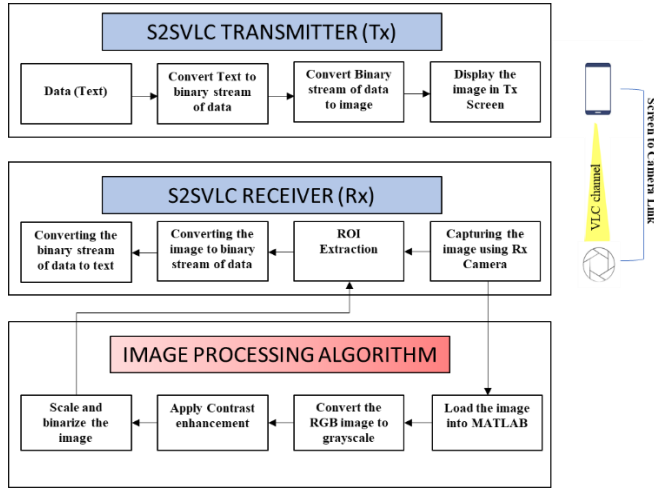 S2SVLC TRANSMITTER (Tx)
Data (Text)
Convert Text to
binary stream
of data
Convert Binary
stream of data
to image
Display the
image in Tx
Screen
S2SVLC RECEIVER (Rx)
Converting the
binary stream
of data to text
Converting the
image to binary
stream of data
ROI
Extraction
Capturing the
image using Rx
Camera
IMAGE PROCESSING ALGORITHM
Scale and
binarize the
image
Apply Contrast
enhancement
Convert the
RGB image to
grayscale
Load the image
into MATLAB
VLC channel
Screen to Camera
Link